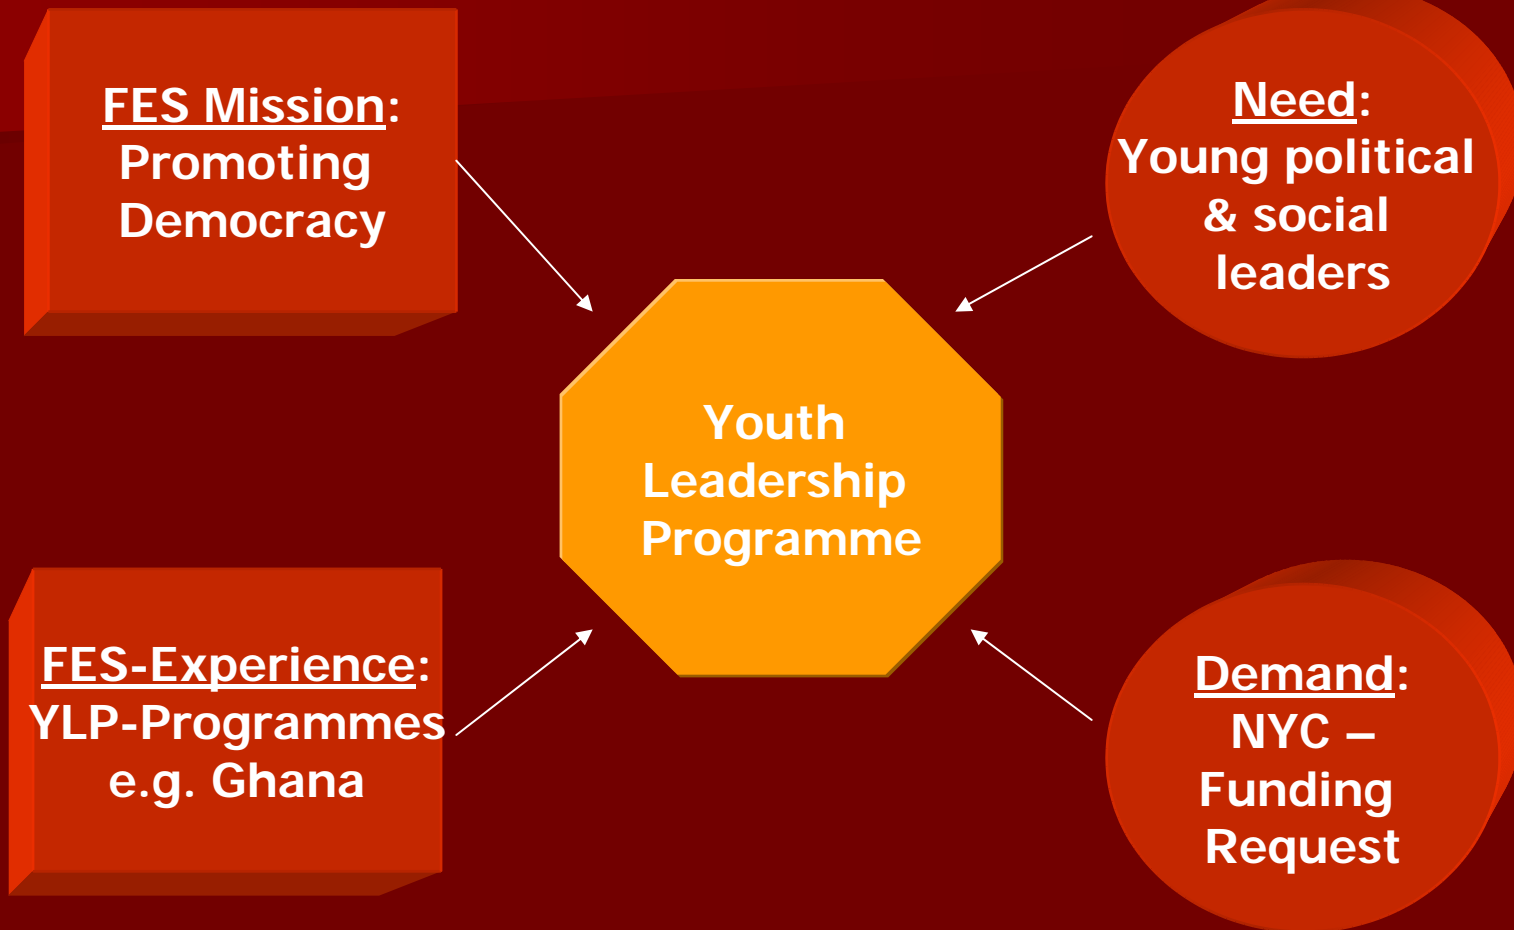 FES Mission:
Promoting
Democracy
Need:
Young political
& social
leaders
Youth
Leadership
Programme
FES-Experience:
YLP-Programmes
e.g. Ghana
Demand:
NYC –
Funding
Request